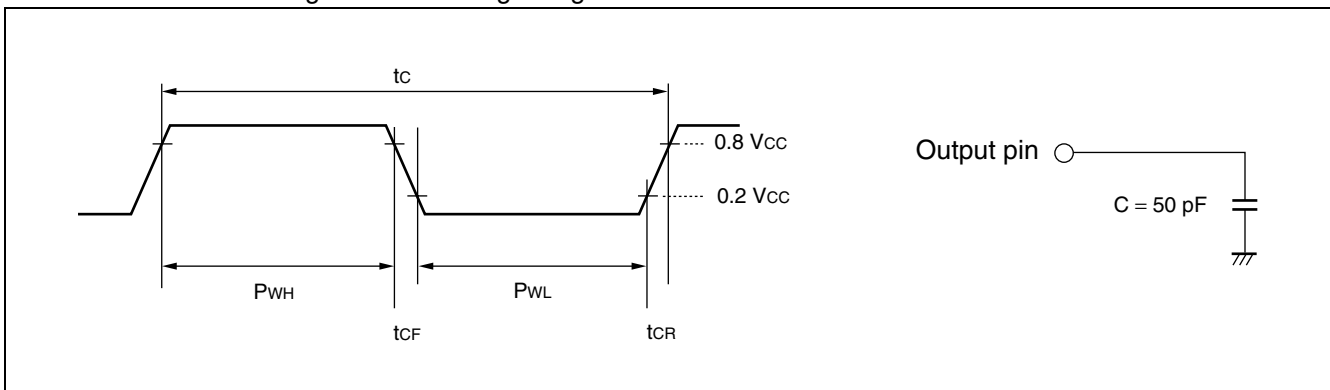 tc
0.8 Vcc
0.2 Vcc
PWH
PWL
tCF
tCR
Output pin
C = 50 pF